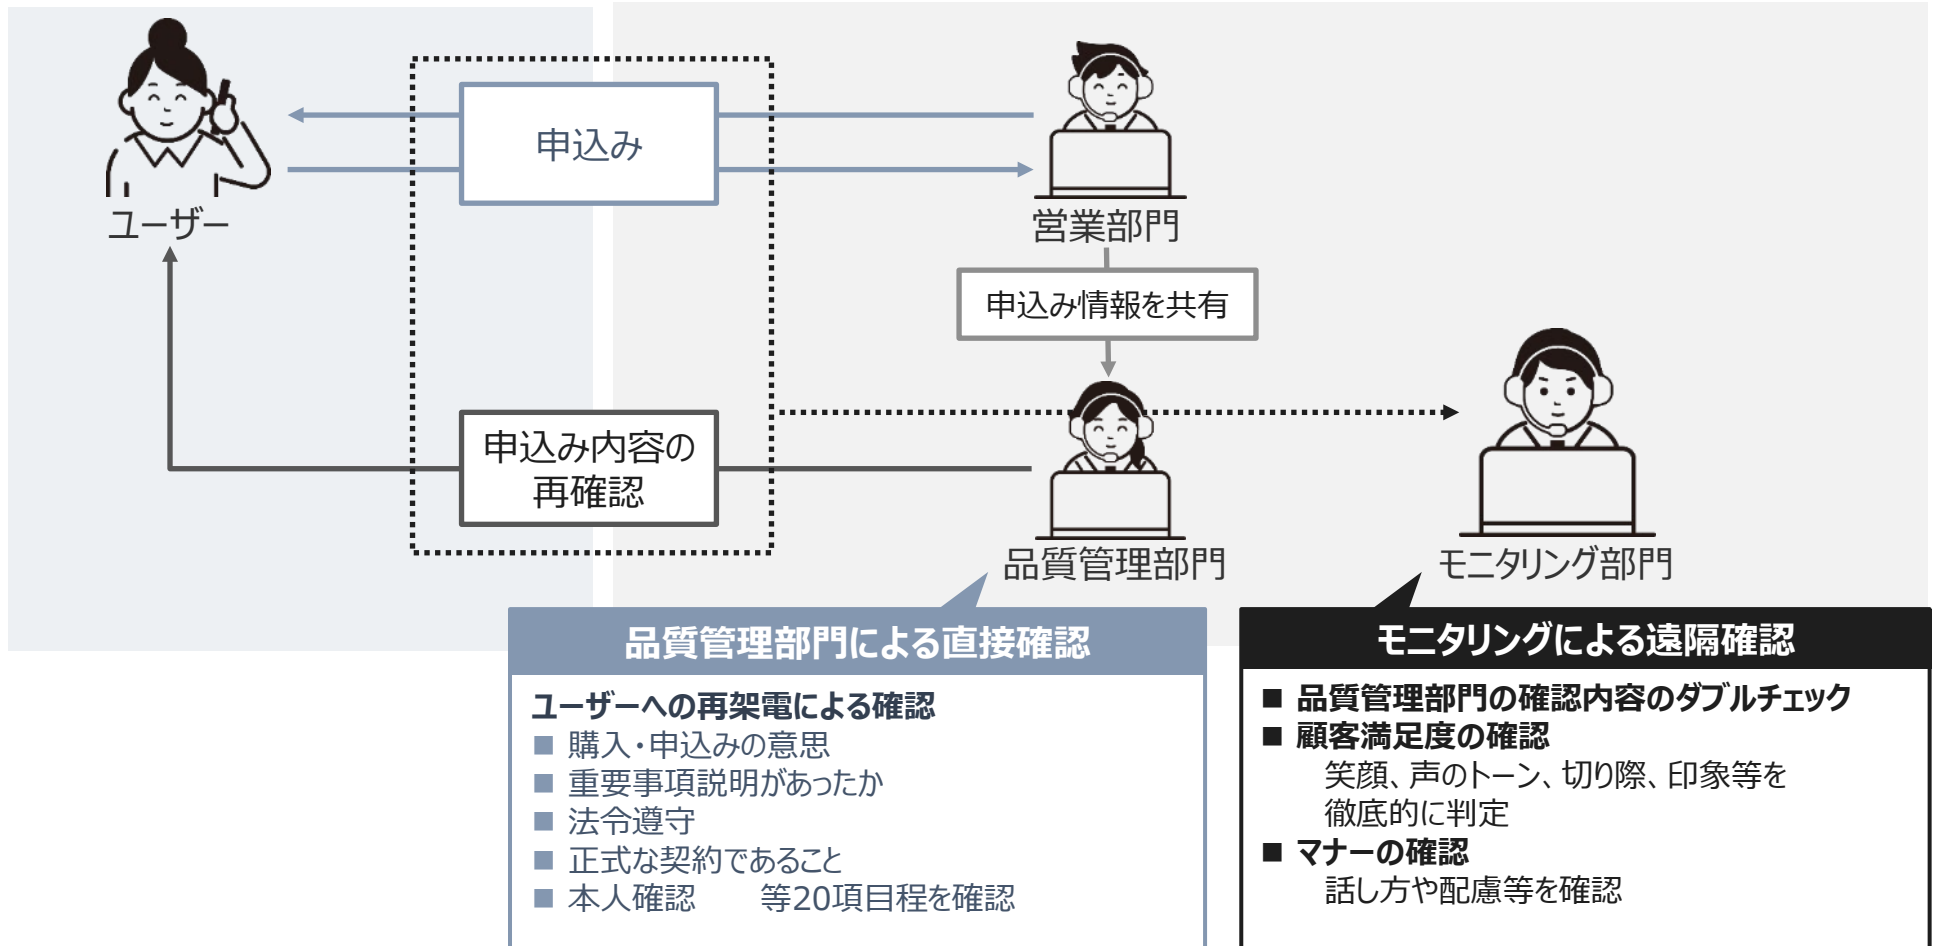 申込み
ユーザー
営業部門
申込み情報を共有
申込み内容の
再確認
品質管理部門
モニタリング部門
品質管理部門による直接確認
ユーザーへの再架電による確認
■ 購入・申込みの意思
■ 重要事項説明があったか
■ 法令遵守
■ 正式な契約であること
■ 本人確認　　等20項目程を確認
モニタリングによる遠隔確認
■ 品質管理部門の確認内容のダブルチェック
■ 顧客満足度の確認
笑顔、声のトーン、切り際、印象等を
徹底的に判定
■ マナーの確認
話し方や配慮等を確認